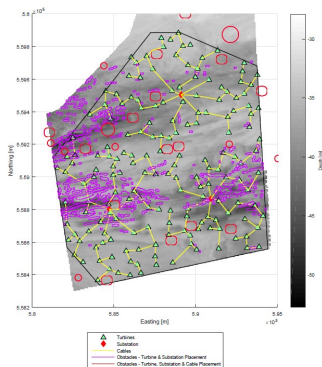 5.6
5.598
5.596
5.594
5.592
5.59
5.588
5.586
5.584
5.582
Northing [m]
5.8
5.85
5.9
5.95
Easting [m]
-30
-35
-40
-45
-50
Depth [m]
Turbines
Substation
Cables
Obstacles - Turbine & Substation Placement
Obstacles - Turbine, Substation & Cable Placement